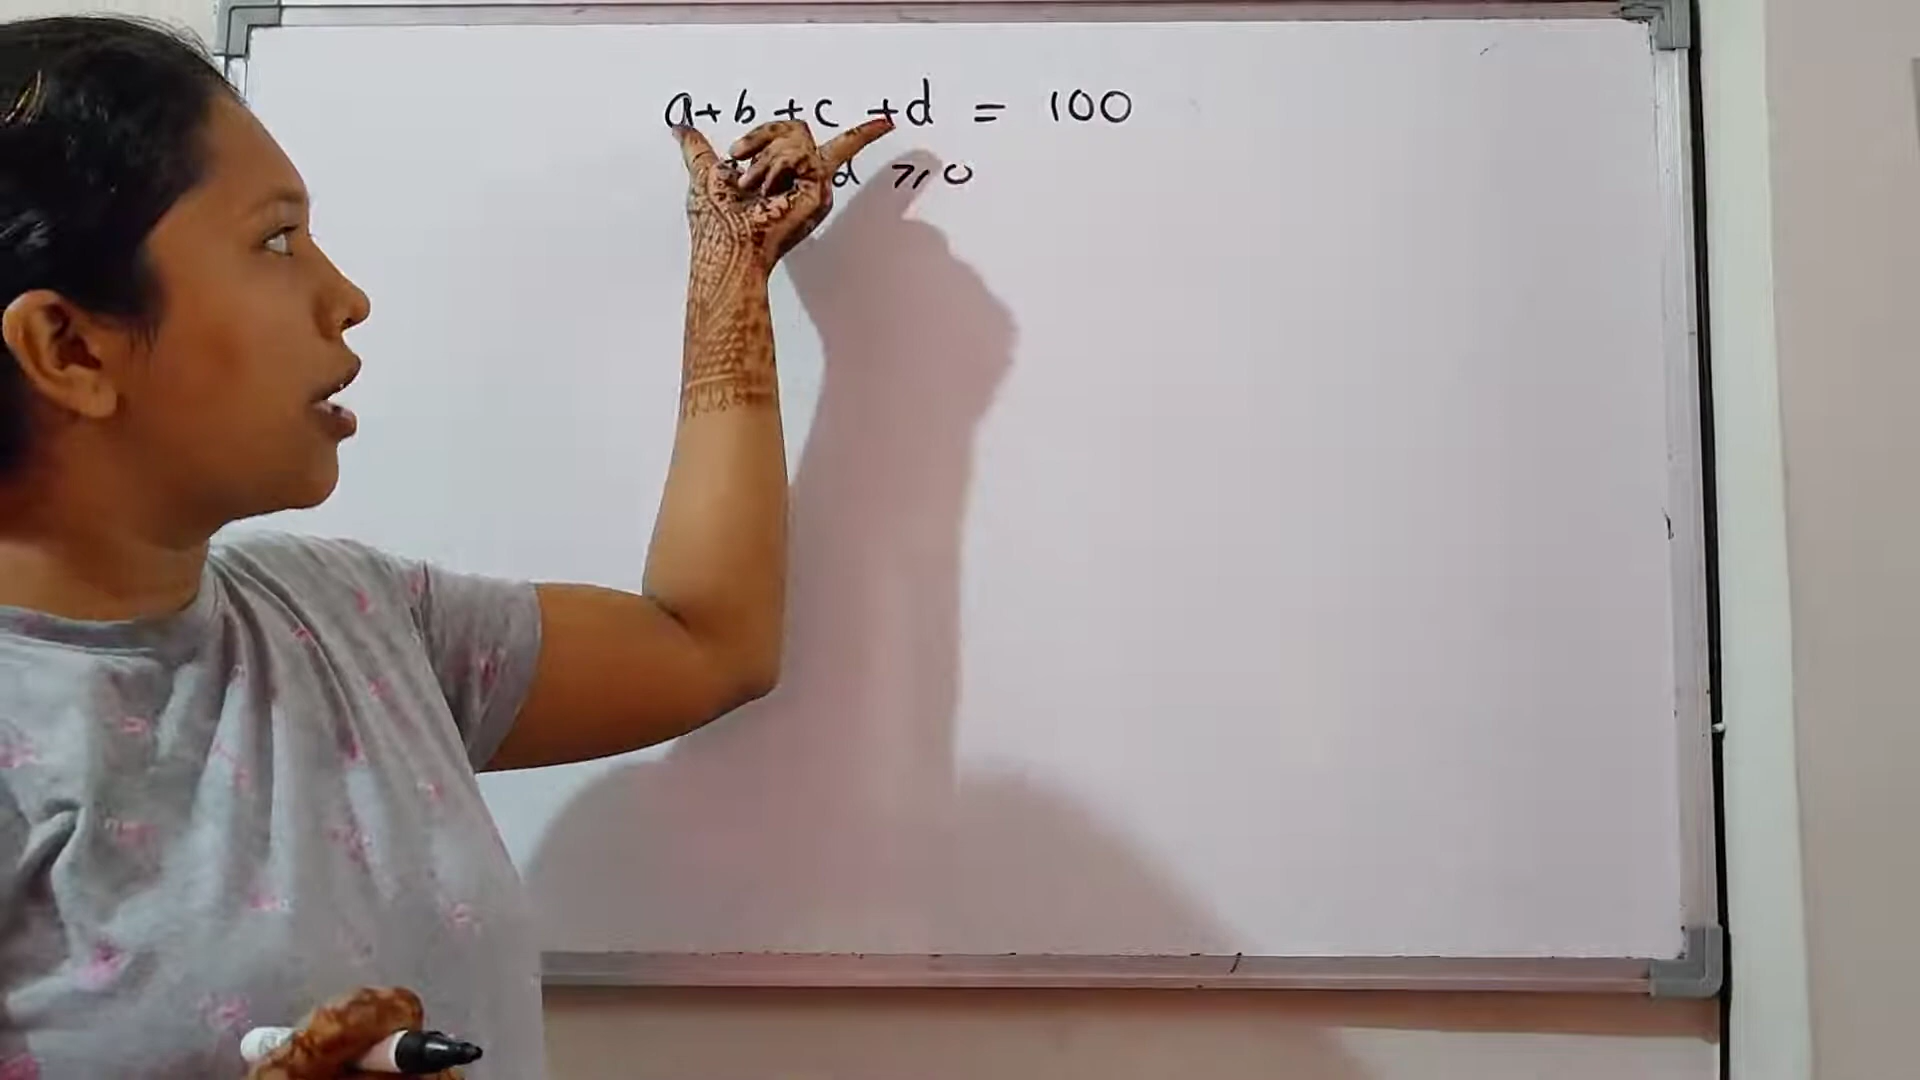 a+b+c+d = 100
d ≥ 0